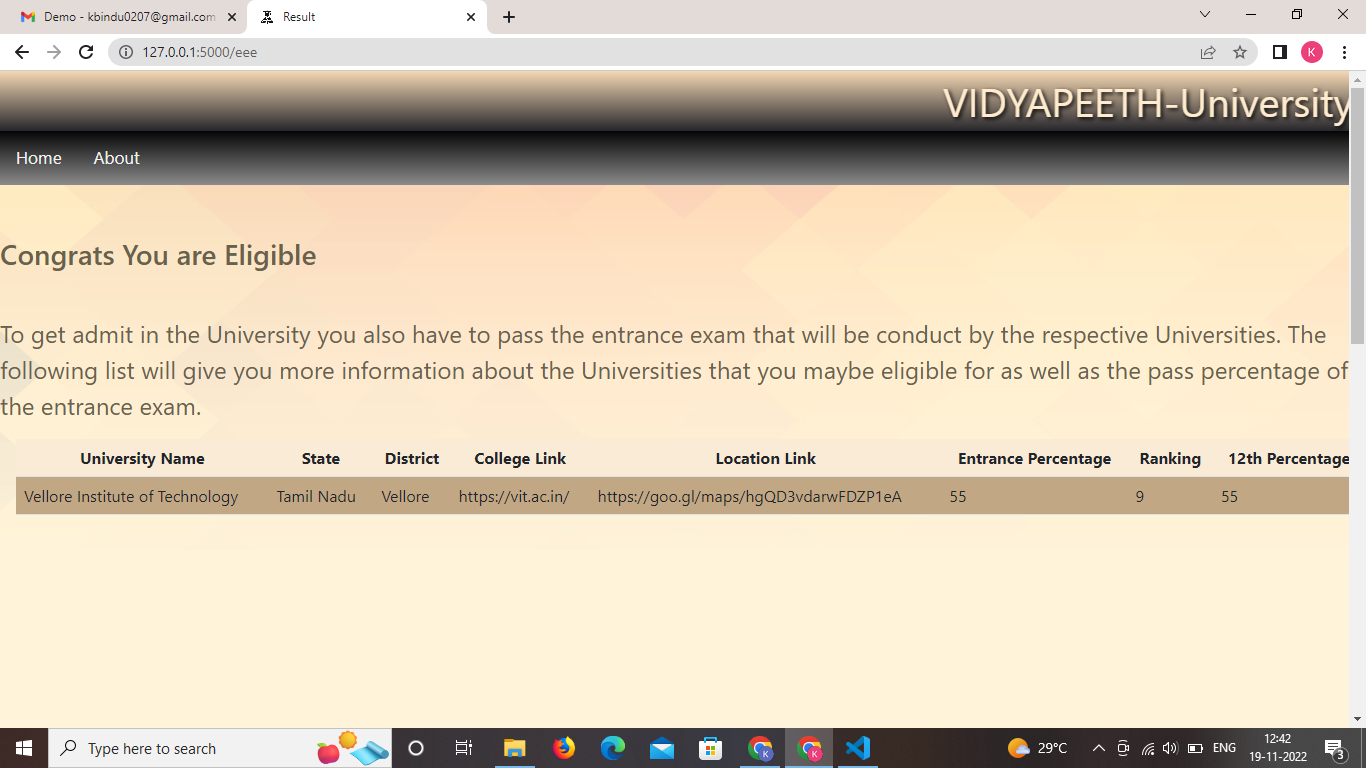 Demo - kbindu0207@gmail.com
Result
127.0.0.1:5000/eee
K
VIDYAPEETH-University
Home About
Congrats You are Eligible
To get admit in the University you also have to pass the entrance exam that will be conduct by the respective Universities. The
following list will give you more information about the Universities that you maybe eligible for as well as the pass percentage of
the entrance exam.
University Name State District College Link Location Link Entrance Percentage Ranking 12th Percentage
Vellore Institute of Technology Tamil Nadu Vellore https://vit.ac.in/ https://goo.gl/maps/hgQD3vdarwFDZP1eA 55 9 55
Type here to search
K
K
29°C
ENG
12:42
19-11-2022
3